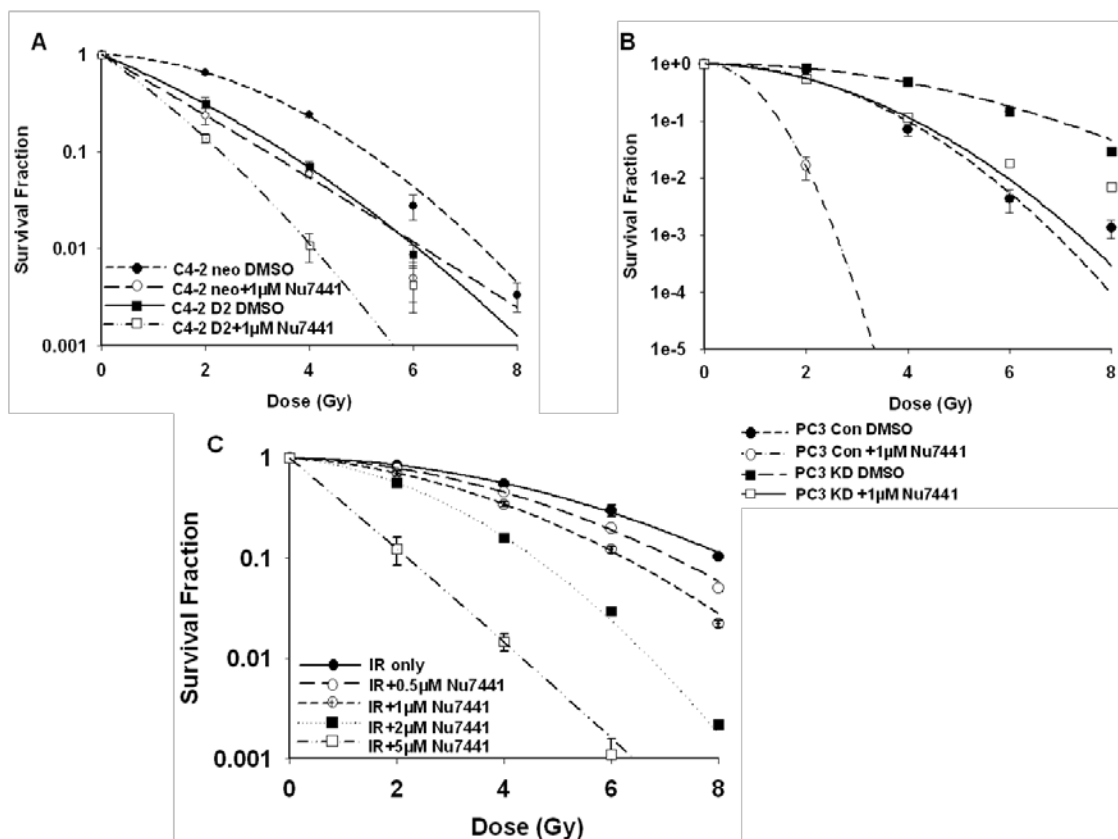 A
Survival Fraction
1
0.1
0.01
0.001
C4-2 neo DMSO
C4-2 neo+1µM Nu7441
C4-2 D2 DMSO
C4-2 D2+1µM Nu7441
0 2 4 6 8
Dose (Gy)
B
Survival Fraction
1e+0
1e-1
1e-2
1e-3
1e-4
1e-5
0 2 4 6 8
Dose (Gy)
PC3 Con DMSO
PC3 Con +1µM Nu7441
PC3 KD DMSO
PC3 KD +1µM Nu7441
C
Survival Fraction
1
0.1
0.01
0.001
IR only
IR+0.5µM Nu7441
IR+1µM Nu7441
IR+2µM Nu7441
IR+5µM Nu7441
0 2 4 6 8
Dose (Gy)